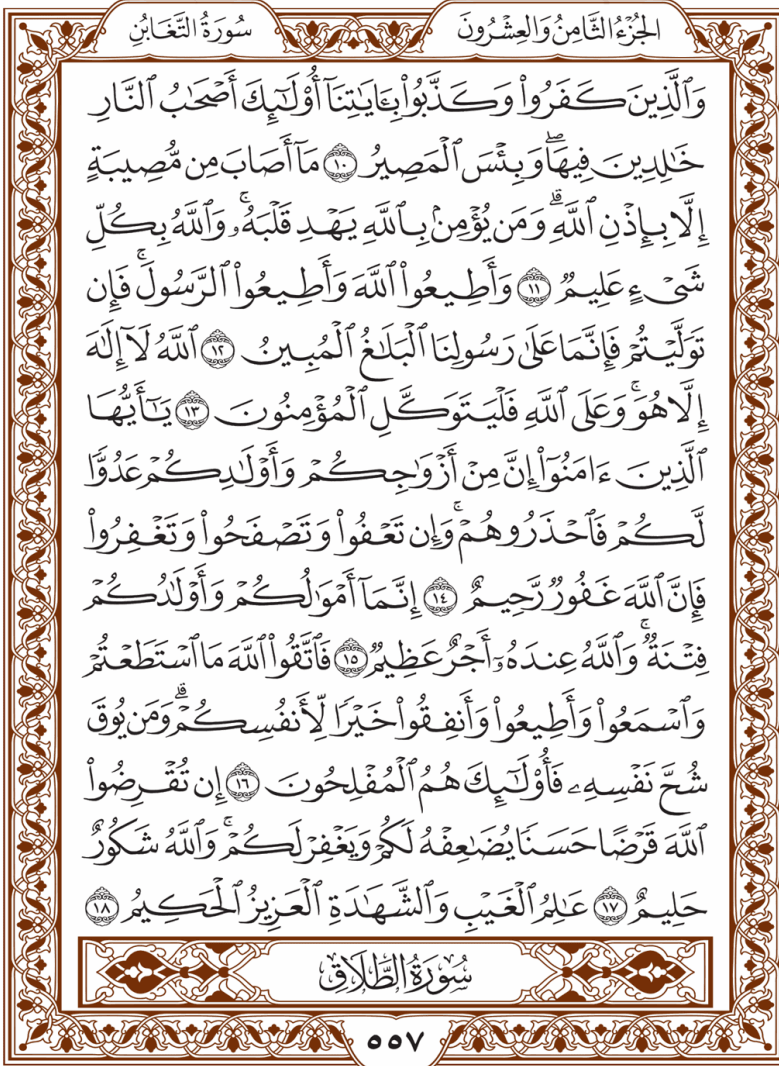 الجُزْءُ الثَّامِنُ وَالعِشْرُونَ
سُورَةُ التَّغَابُنِ
وَٱلَّذِينَ كَفَرُوا۟ وَكَذَّبُوا۟ بِـَٔايَـٰتِنَآ أُو۟لَـٰٓئِكَ أَصْحَـٰبُ ٱلنَّارِ
خَـٰلِدِينَ فِيهَاۖ وَبِئْسَ ٱلْمَصِيرُ ١٠ مَآ أَصَابَ مِن مُّصِيبَةٍ
إِلَّا بِإِذْنِ ٱللَّهِۗ وَمَن يُؤْمِنۢ بِٱللَّهِ يَهْدِ قَلْبَهُۥۚ وَٱللَّهُ بِكُلِّ
شَىْءٍ عَلِيمٌ ١١ وَأَطِيعُوا۟ ٱللَّهَ وَأَطِيعُوا۟ ٱلرَّسُولَۚ فَإِن
تَوَلَّيْتُمْ فَإِنَّمَا عَلَىٰ رَسُولِنَا ٱلْبَلَـٰغُ ٱلْمُبِينُ ١٢ ٱللَّهُ لَآ إِلَـٰهَ
إِلَّا هُوَۚ وَعَلَى ٱللَّهِ فَلْيَتَوَكَّلِ ٱلْمُؤْمِنُونَ ١٣ يَـٰٓأَيُّهَا
ٱلَّذِينَ ءَامَنُوٓا۟ إِنَّ مِنْ أَزْوَٰجِكُمْ وَأَوْلَـٰدِكُمْ عَدُوًّا
لَّكُمْ فَٱحْذَرُوهُمْۚ وَإِن تَعْفُوا۟ وَتَصْفَحُوا۟ وَتَغْفِرُوا۟
فَإِنَّ ٱللَّهَ غَفُورٌ رَّحِيمٌ ١٤ إِنَّمَآ أَمْوَٰلُكُمْ وَأَوْلَـٰدُكُمْ
فِتْنَةٌۚ وَٱللَّهُ عِندَهُۥٓ أَجْرٌ عَظِيمٌ ١٥ فَٱتَّقُوا۟ ٱللَّهَ مَا ٱسْتَطَعْتُمْ
وَٱسْمَعُوا۟ وَأَطِيعُوا۟ وَأَنفِقُوا۟ خَيْرًا لِّأَنفُسِكُمْۗ وَمَن يُوقَ
شُحَّ نَفْسِهِۦ فَأُو۟لَـٰٓئِكَ هُمُ ٱلْمُفْلِحُونَ ١٦ إِن تُقْرِضُوا۟
ٱللَّهَ قَرْضًا حَسَنًا يُضَـٰعِفْهُ لَكُمْ وَيَغْفِرْ لَكُمْۚ وَٱللَّهُ شَكُورٌ
حَلِيمٌ ١٧ عَـٰلِمُ ٱلْغَيْبِ وَٱلشَّهَـٰدَةِ ٱلْعَزِيزُ ٱلْحَكِيمُ ١٨
سُورَةُ الطَّلَاقِ
٥٥٧